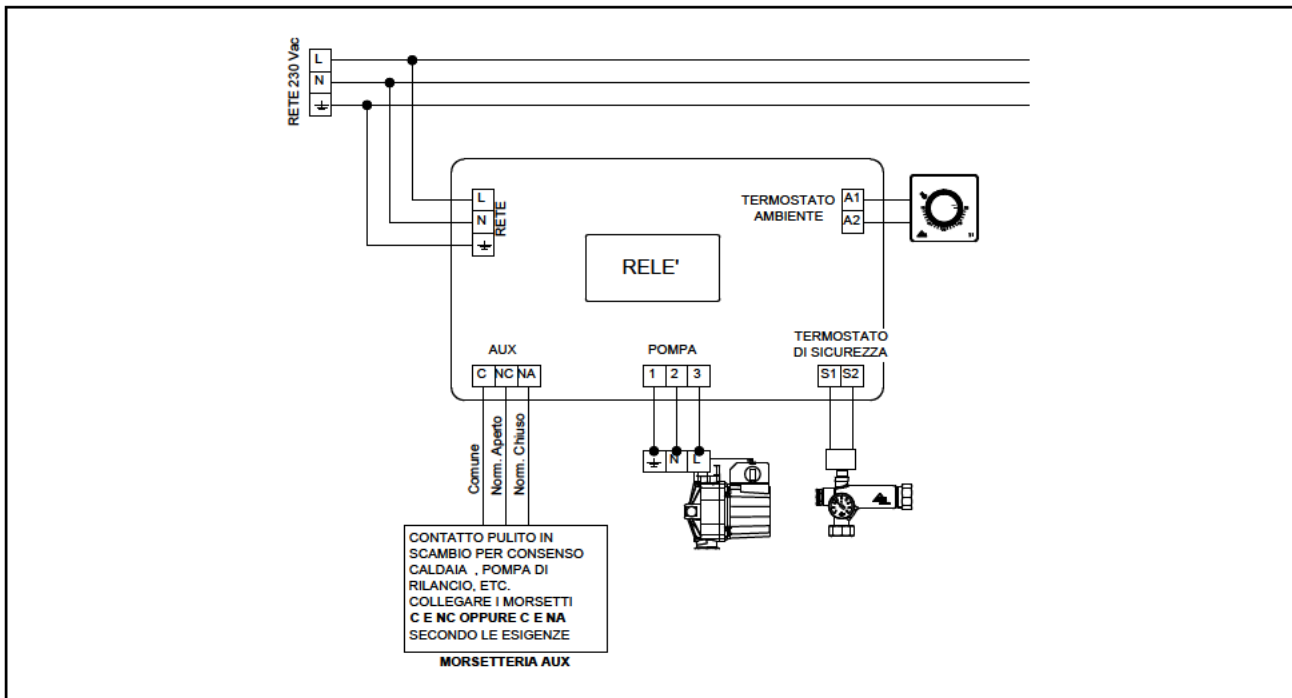 RETE 230 Vac
L
N
L
N
RETE
TERMOSTATO
AMBIENTE
A1
A2
RELE'
AUX
C NC NA
POMPA
1 2 3
TERMOSTATO
DI SICUREZZA
S1 S2
Comune
Norm. Aperto
Norm. Chiuso
N L
CONTATTO PULITO IN
SCAMBIO PER CONSENSO
CALDAIA , POMPA DI
RILANCIO, ETC.
COLLEGARE I MORSETTI
C E NC OPPURE C E NA
SECONDO LE ESIGENZE
MORSETTERIA AUX